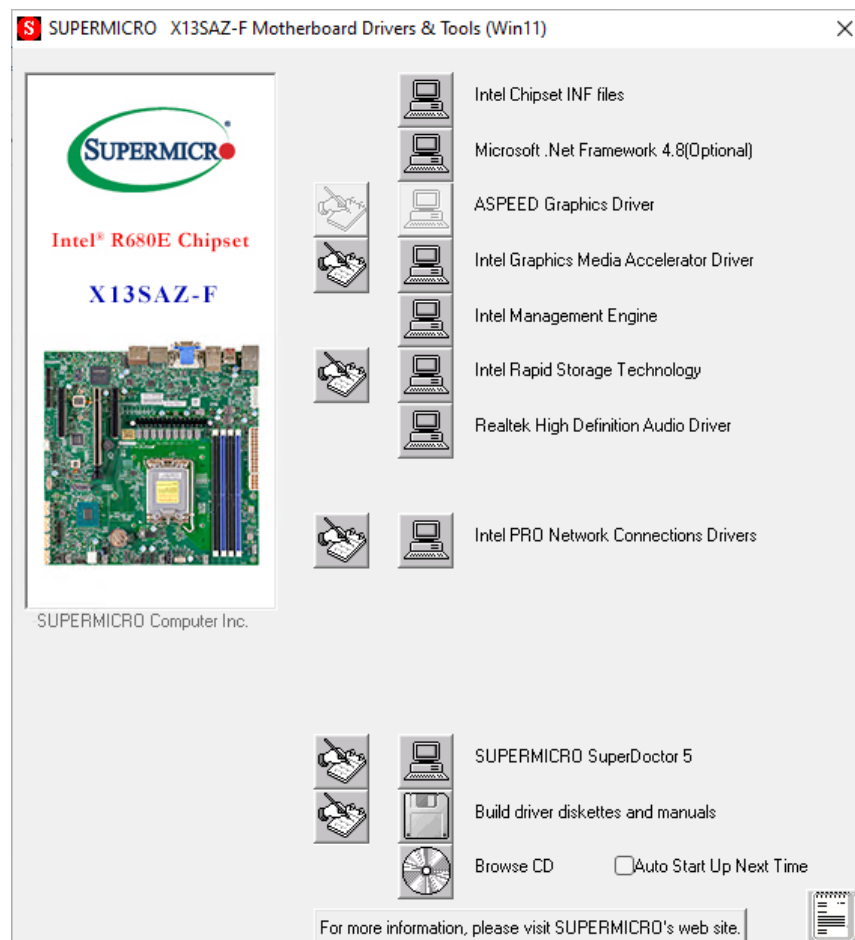 S SUPERMICRO X13SAZ-F Motherboard Drivers & Tools (Win11)
SUPERMICRO
Intel® R680E Chipset
X13SAZ-F
SUPERMICRO Computer Inc.
Intel Chipset INF files
Microsoft .Net Framework 4.8(Optional)
ASPEED Graphics Driver
Intel Graphics Media Accelerator Driver
Intel Management Engine
Intel Rapid Storage Technology
Realtek High Definition Audio Driver
Intel PRO Network Connections Drivers
SUPERMICRO SuperDoctor 5
Build driver diskettes and manuals
Browse CD Auto Start Up Next Time
For more information, please visit SUPERMICRO's web site.